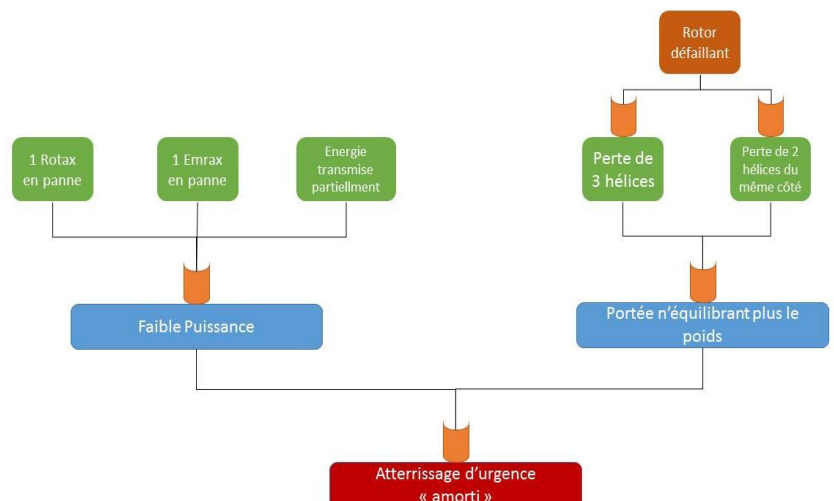 Rotor
défaillant
1 Rotax
en panne
1 Emrax
en panne
Energie
transmise
partiellment
Perte de
3 hélices
Perte de 2
hélices du
même côté
Faible Puissance
Portée n'équilibrant plus le
poids
Atterrissage d'urgence
« amorti »